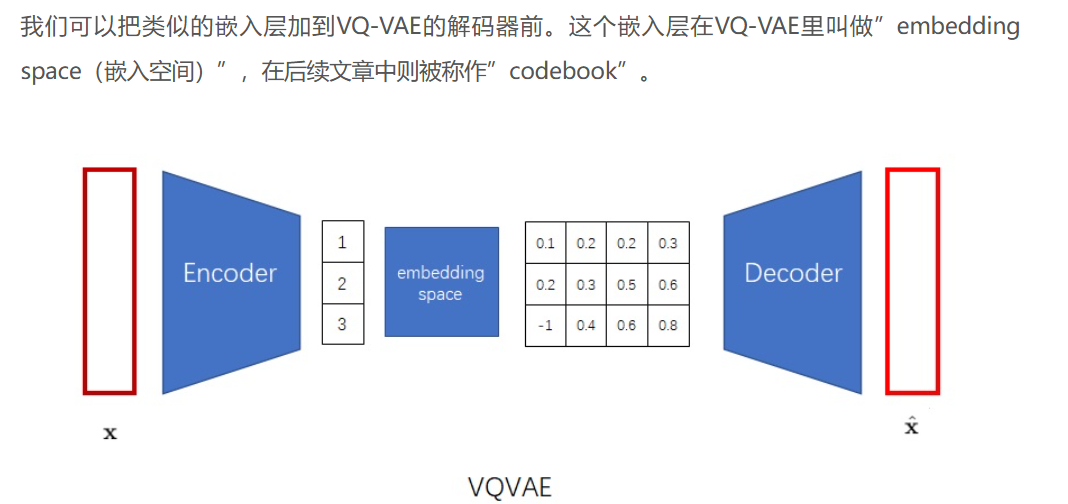 我们可以把类似的嵌入层加到VQ-VAE的解码器前。这个嵌入层在VQ-VAE里叫做”embedding
space（嵌入空间）”，在后续文章中则被称作”codebook”。
Encoder
1
2
3
embedding
space
0.1 0.2 0.2 0.3
0.2 0.3 0.5 0.6
-1 0.4 0.6 0.8
Decoder
x
x̂
VQVAE